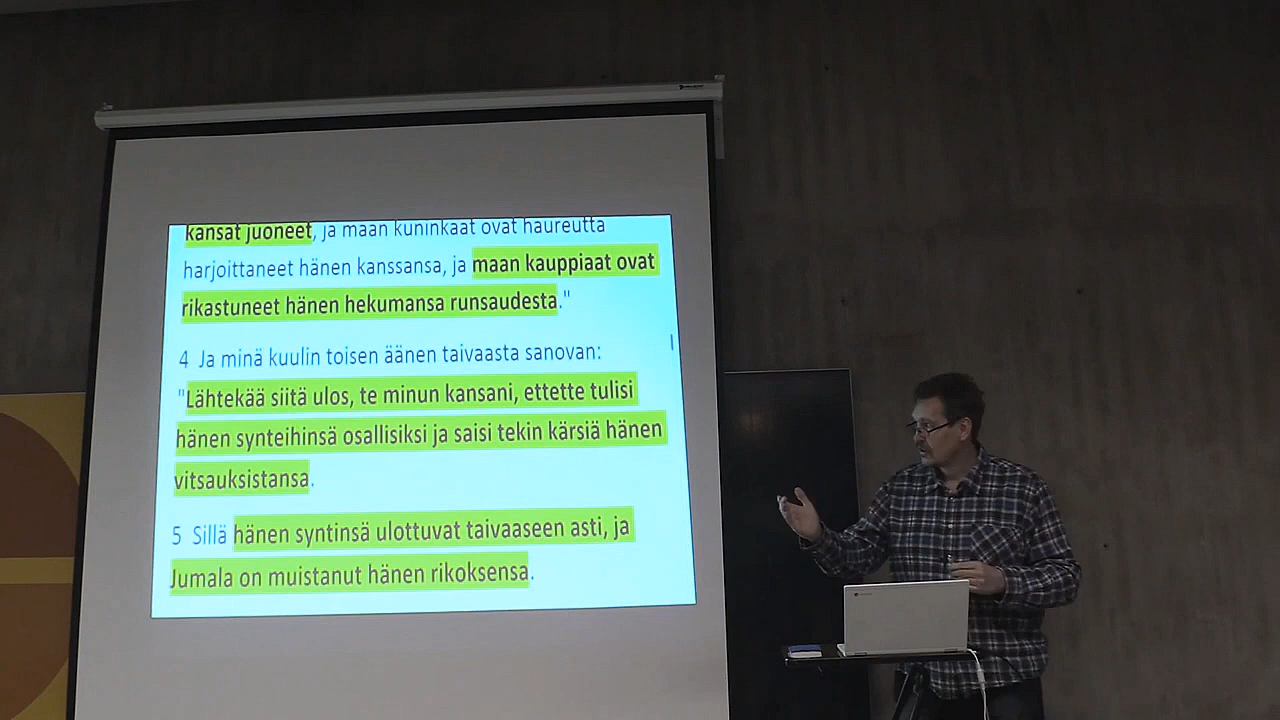 kansat juoneet, ja maan kuninkaat ovat haureutta
harjoittaneet hänen kanssansa, ja maan kauppiaat ovat
rikastuneet hänen hekumansa runsaudesta."
4 Ja minä kuulin toisen äänen taivaasta sanovan:
"Lähtekää siitä ulos, te minun kansani, ettette tulisi
hänen synteihinsä osallisiksi ja saisi tekin kärsiä hänen
vitsauksistansa.
5 Sillä hänen syntinsä ulottuvat taivaaseen asti, ja
Jumala on muistanut hänen rikoksensa.